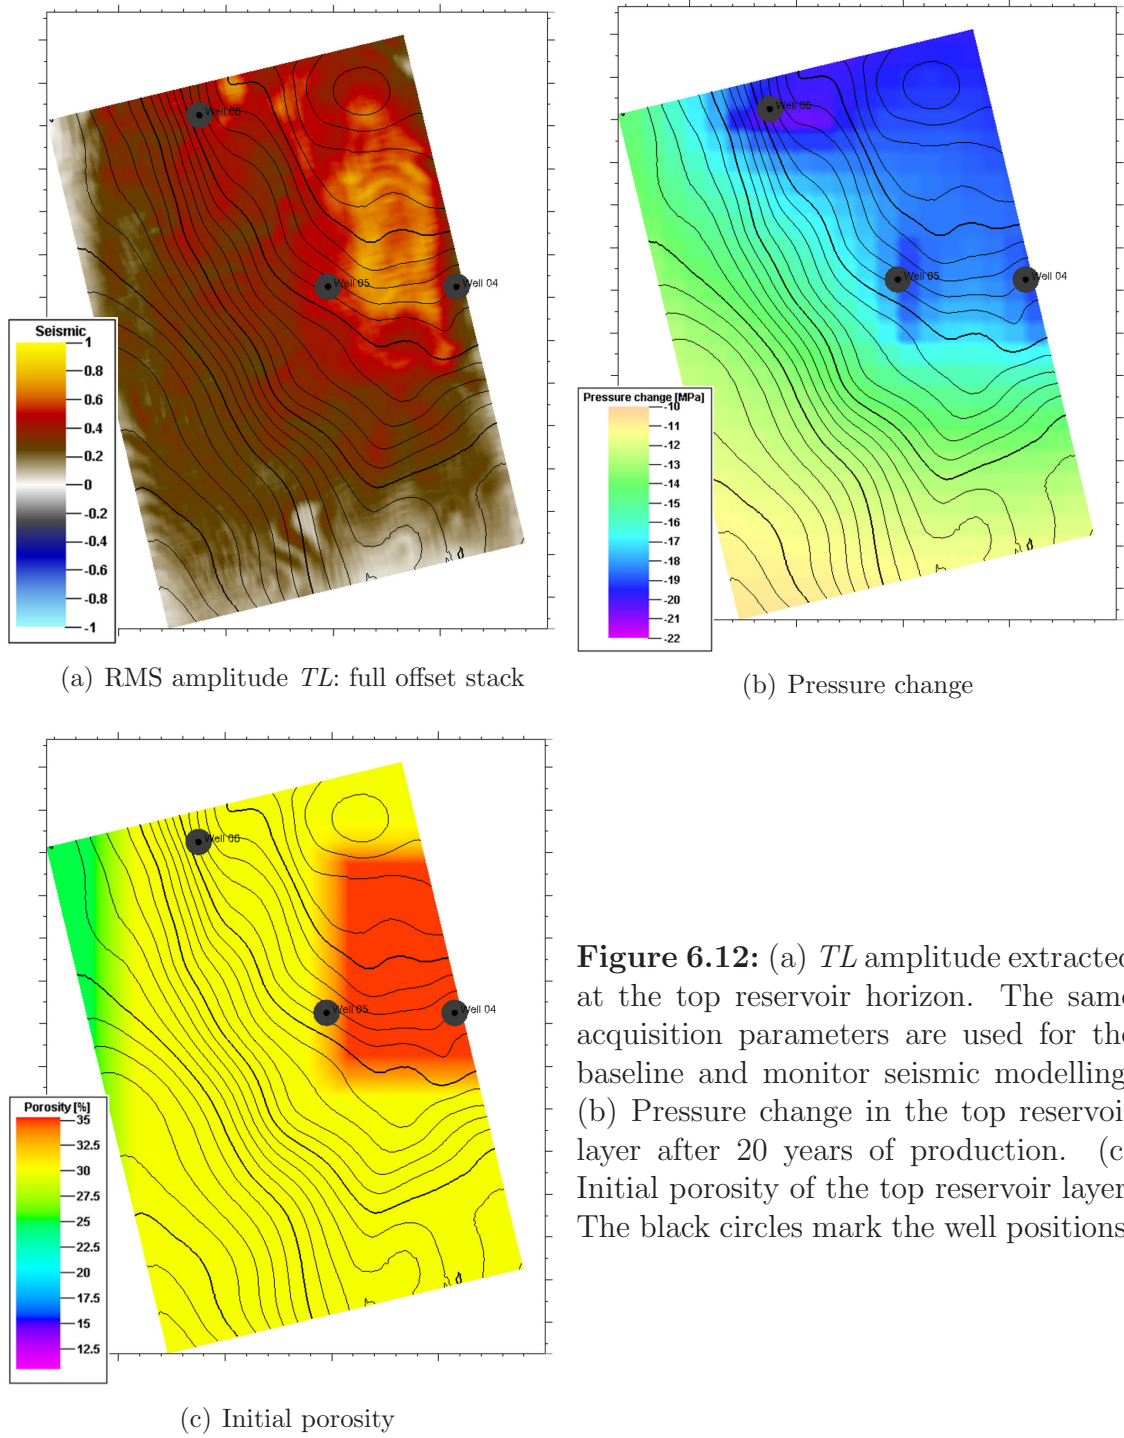 Well 06
Well 05
Well 04
Seismic
1
0.8
0.6
0.4
0.2
0
-0.2
-0.4
-0.6
-0.8
-1
(a) RMS amplitude TL: full offset stack
Well 06
Well 05
Well 04
Pressure change [MPa]
-10
-11
-12
-13
-14
-15
-16
-17
-18
-19
-20
-21
-22
(b) Pressure change
Well 06
Well 05
Well 04
Porosity [%]
35
32.5
30
27.5
25
22.5
20
17.5
15
12.5
(c) Initial porosity
Figure 6.12: (a) TL amplitude extracted
at the top reservoir horizon. The same
acquisition parameters are used for the
baseline and monitor seismic modelling
(b) Pressure change in the top reservoi
layer after 20 years of production. (c
Initial porosity of the top reservoir layer
The black circles mark the well positions